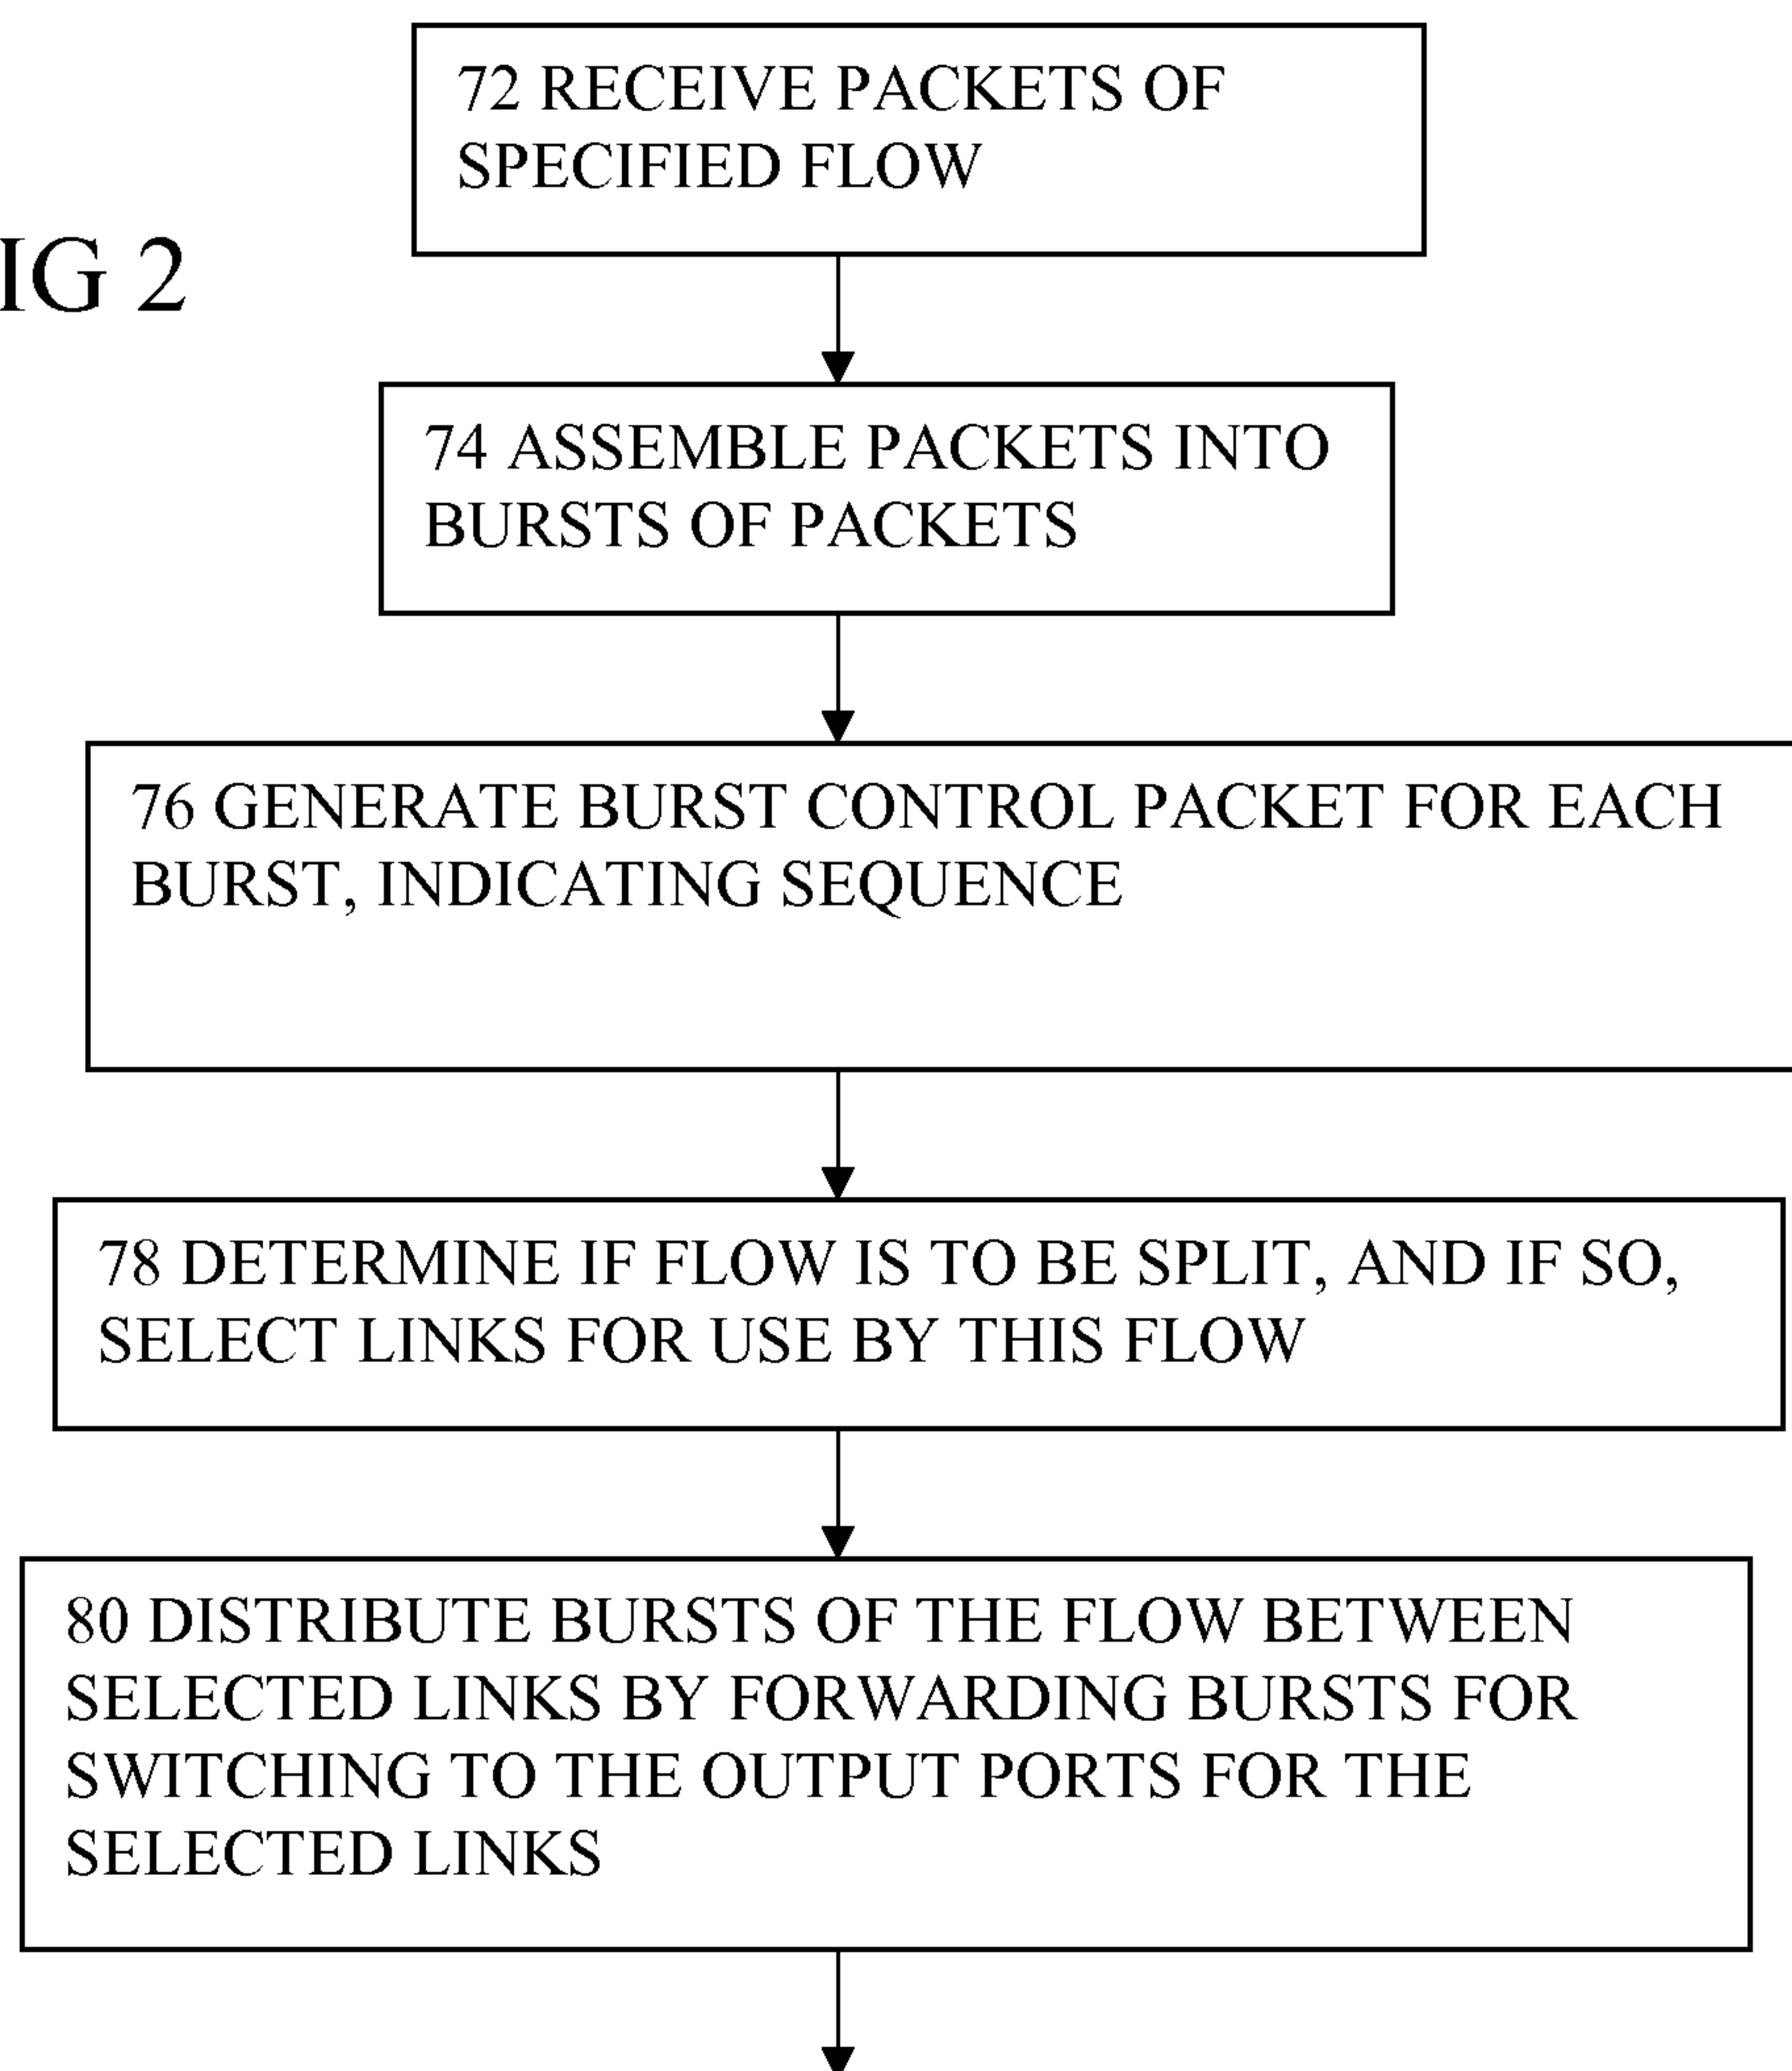 72 RECEIVE PACKETS OF
SPECIFIED FLOW
IG 2
74 ASSEMBLE PACKETS INTO
BURSTS OF PACKETS
76 GENERATE BURST CONTROL PACKET FOR EACH
BURST, INDICATING SEQUENCE
78 DETERMINE IF FLOW IS TO BE SPLIT, AND IF SO,
SELECT LINKS FOR USE BY THIS FLOW
80 DISTRIBUTE BURSTS OF THE FLOW BETWEEN
SELECTED LINKS BY FORWARDING BURSTS FOR
SWITCHING TO THE OUTPUT PORTS FOR THE
SELECTED LINKS